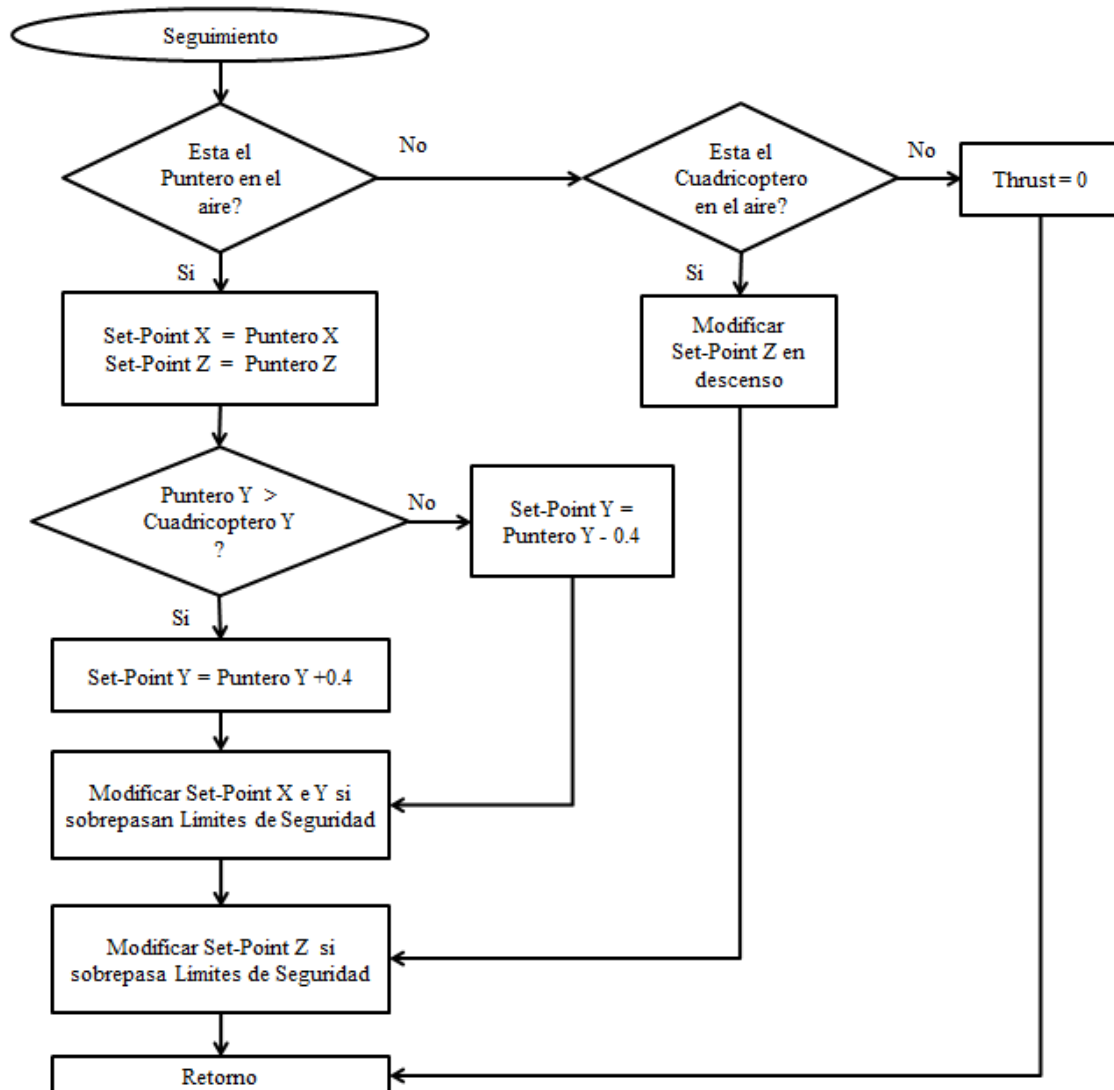 Seguimiento
Esta el
Puntero en el
aire?
No
Esta el
Cuadricoptero
en el aire?
No
Thrust = 0
Si
Si
Set-Point X = Puntero X
Set-Point Z = Puntero Z
Modificar
Set-Point Z en
descenso
Puntero Y >
Cuadricoptero Y
?
No
Set-Point Y =
Puntero Y - 0.4
Si
Set-Point Y = Puntero Y +0.4
Modificar Set-Point X e Y si
sobrepasan Limites de Seguridad
Modificar Set-Point Z si
sobrepasa Limites de Seguridad
Retorno